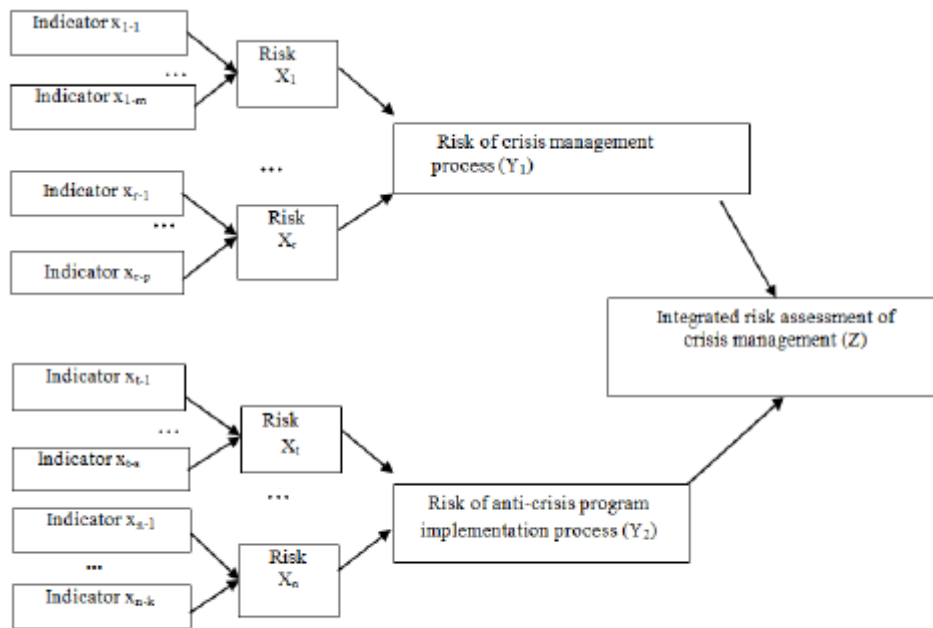 Indicator x₁₋₁
...
Indicator x₁₋ₘ
Risk
X₁
...
Indicator xᵣ₋₁
...
Indicator xᵣ₋ₚ
Risk
Xᵣ
Risk of crisis management
process (Y₁)
Integrated risk assessment of
crisis management (Z)
Indicator xₜ₋₁
...
Indicator
Risk
Xₜ
...
Indicator xₙ₋₁
...
Indicator xₙ₋ₖ
Risk
Xₙ
Risk of anti-crisis program
implementation process (Y₂)